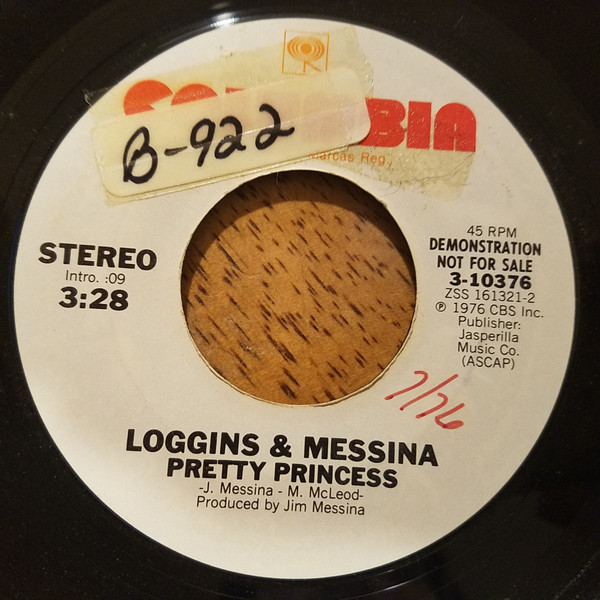 BIA
B-922
Marcas Reg.
STEREO
Intro. :09
3:28
45 RPM
DEMONSTRATION
NOT FOR SALE
3-10376
ZSS 161321-2
℗ 1976 CBS Inc.
Publisher:
Jasperilla
Music Co.
(ASCAP)
7/76
LOGGINS & MESSINA
PRETTY PRINCESS
-J. Messina - M. McLeod-
Produced by Jim Messina